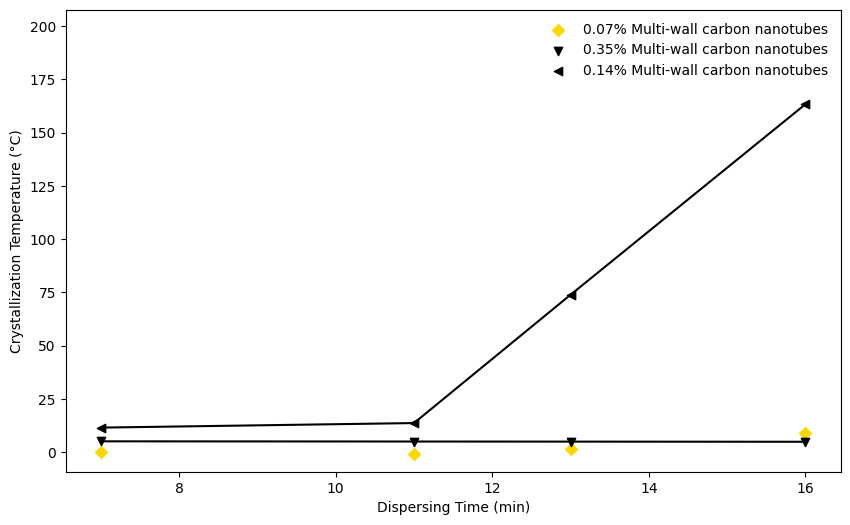 200
175
150
125
100
75
50
25
0
Crystallization Temperature (°C)
0.07% Multi-wall carbon nanotubes
0.35% Multi-wall carbon nanotubes
0.14% Multi-wall carbon nanotubes
8 10 12 14 16
Dispersing Time (min)